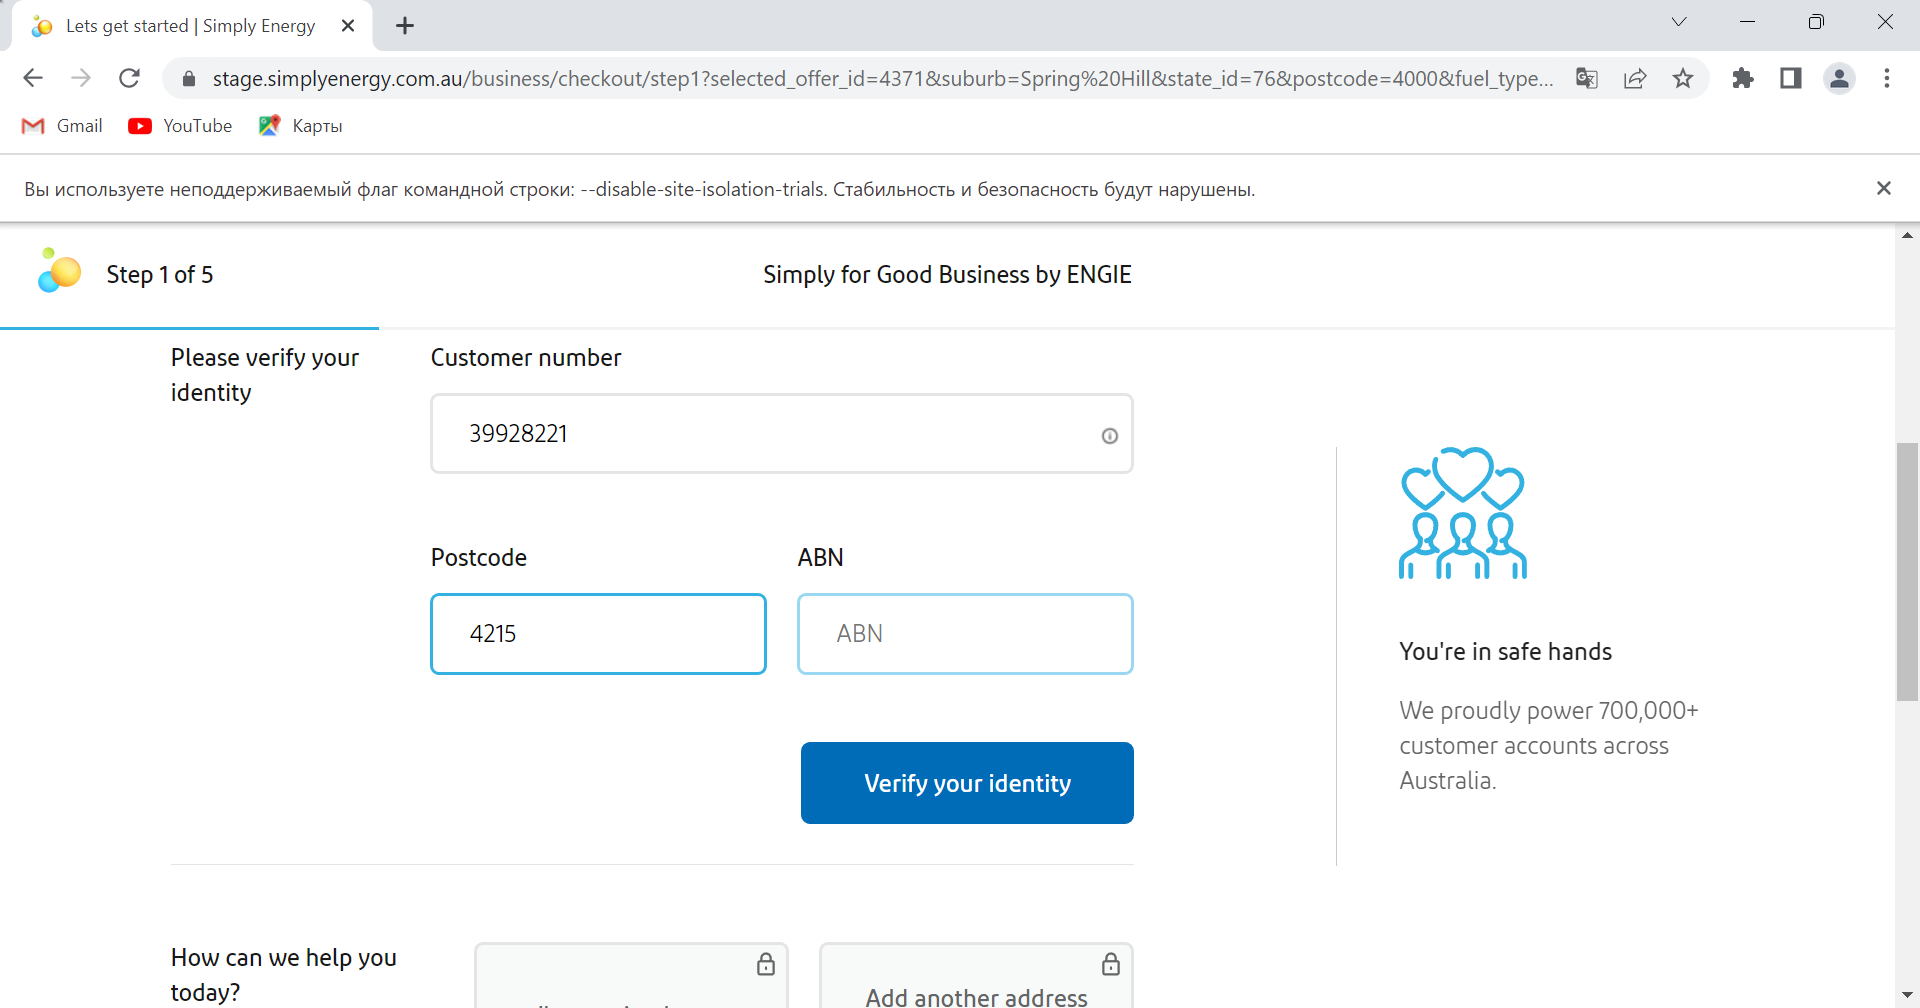 Lets get started | Simply Energy
stage.simplyenergy.com.au/business/checkout/step1?selected_offer_id=4371&suburb=Spring%20Hill&state_id=76&postcode=4000&fuel_type...
Gmail YouTube Карты
Вы используете неподдерживаемый флаг командной строки: --disable-site-isolation-trials. Стабильность и безопасность будут нарушены.
Step 1 of 5 Simply for Good Business by ENGIE
Please verify your
identity
Customer number
39928221
Postcode ABN
4215 ABN
Verify your identity
You're in safe hands
We proudly power 700,000+
customer accounts across
Australia.
How can we help you
today?
Add another address